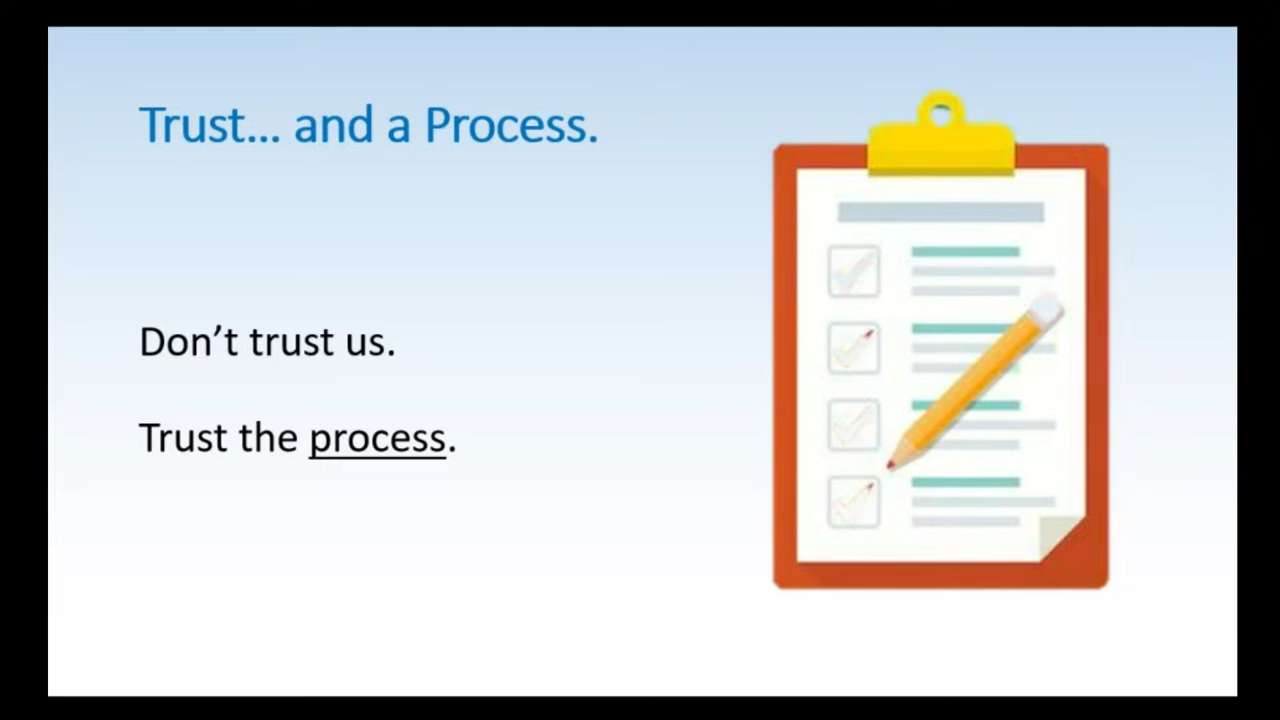 Trust... and a Process.
Don’t trust us.
Trust the process.